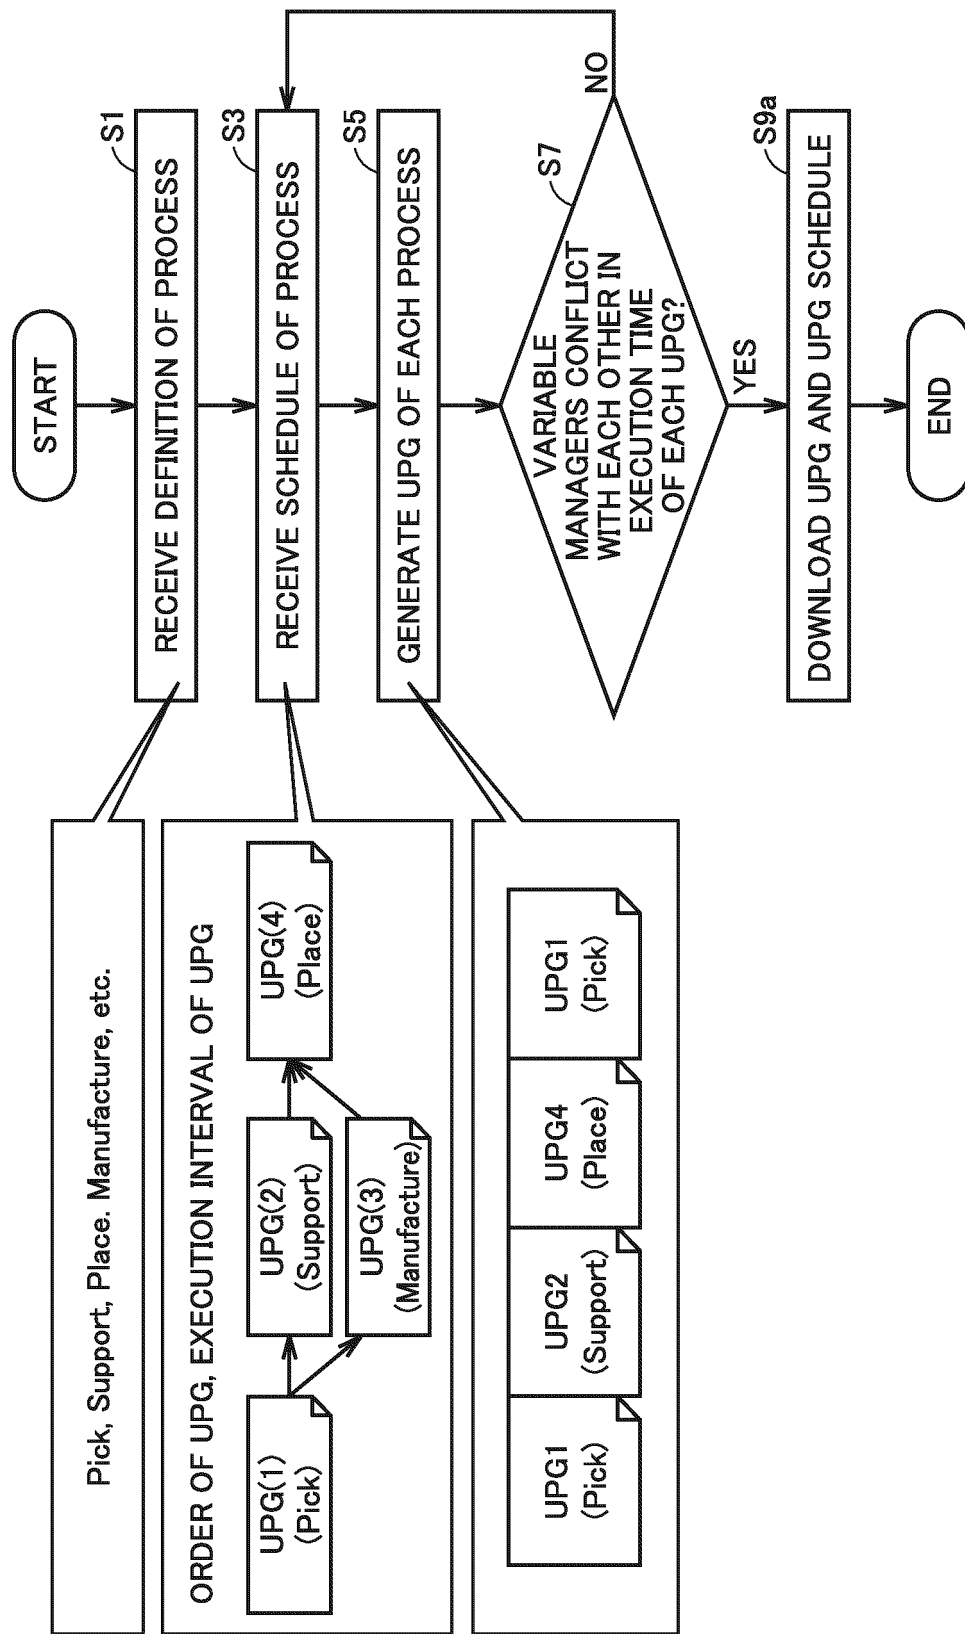 START
S1
RECEIVE DEFINITION OF PROCESS
Pick, Support, Place. Manufacture, etc.
S3
RECEIVE SCHEDULE OF PROCESS
ORDER OF UPG, EXECUTION INTERVAL OF UPG
UPG(1)
(Pick)
UPG(2)
(Support)
UPG(3)
(Manufacture)
UPG(4)
(Place)
S5
GENERATE UPG OF EACH PROCESS
UPG1
(Pick)
UPG2
(Support)
UPG4
(Place)
UPG1
(Pick)
S7
VARIABLE
MANAGERS CONFLICT
WITH EACH OTHER IN
EXECUTION TIME
OF EACH UPG?
NO
YES
S9a
DOWNLOAD UPG AND UPG SCHEDULE
END